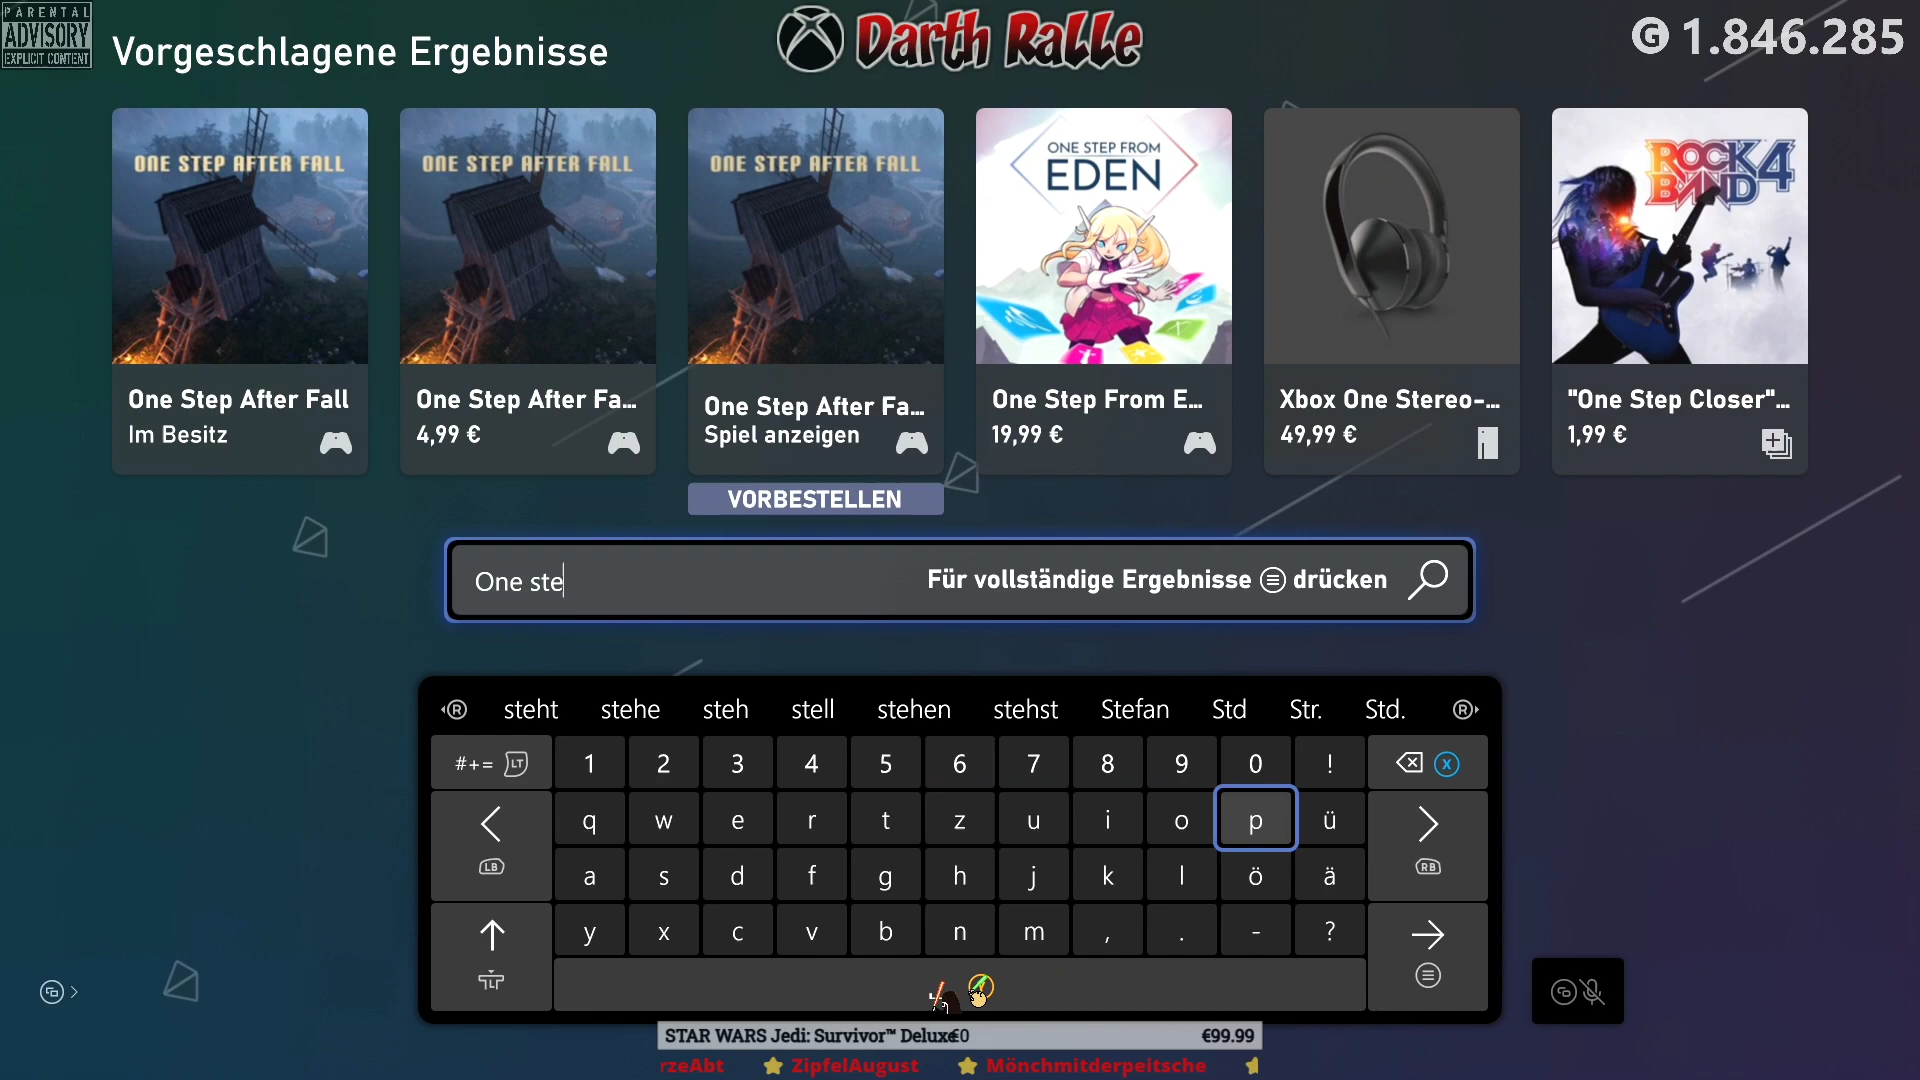 PARENTAL
ADVISORY
EXPLICIT CONTENT
Vorgeschlagene Ergebnisse
Darth RaLLe
G 1.846.285
ONE STEP AFTER FALL
ONE STEP AFTER FALL
ONE STEP AFTER FALL
ONE STEP FROM
EDEN
ROCK
BAND 4
One Step After Fall
Im Besitz
One Step After Fa...
4,99 €
One Step After Fa...
Spiel anzeigen
One Step From E...
19,99 €
Xbox One Stereo-...
49,99 €
"One Step Closer"...
1,99 €
VORBESTELLEN
One ste
Für vollständige Ergebnisse drücken
R steht stehe steh stell stehen stehst Stefan Std Str. Std. R
#+= LT 1 2 3 4 5 6 7 8 9 0 ! X
q w e r t z u i o p ü
LB a s d f g h j k l ö ä RB
y x c v b n m , . - ?
STAR WARS Jedi: Survivor™ Deluxe €99.99
rzeAbt ZipfelAugust Mönchmitderpeitsche